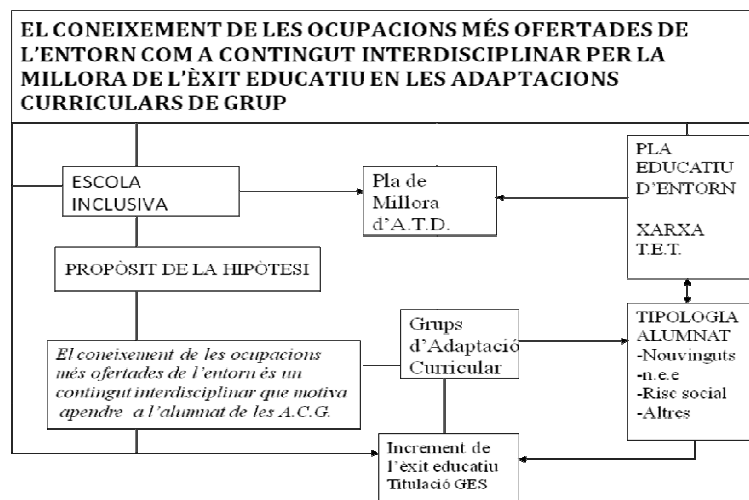 EL CONEIXEMENT DE LES OCUPACIONS MÉS OFERTADES DE
L'ENTORN COM A CONTINGUT INTERDISCIPLINAR PER LA
MILLORA DE L'ÈXIT EDUCATIU EN LES ADAPTACIONS
CURRICULARS DE GRUP
ESCOLA
INCLUSIVA
Pla de
Millora
d'A.T.D.
PLA
EDUCATIU
D'ENTORN
XARXA
T.E.T.
PROPÒSIT DE LA HIPÒTESI
El coneixement de les ocupacions
més ofertades de l'entorn és un
contingut interdisciplinar que motiva
apendre a l'alumnat de les A.C.G.
Grups
d'Adaptació
Curricular
TIPOLOGIA
ALUMNAT
-Nouvinguts
-n.e.e
-Risc social
-Altres
Increment de
l'èxit educatiu
Titulació GES